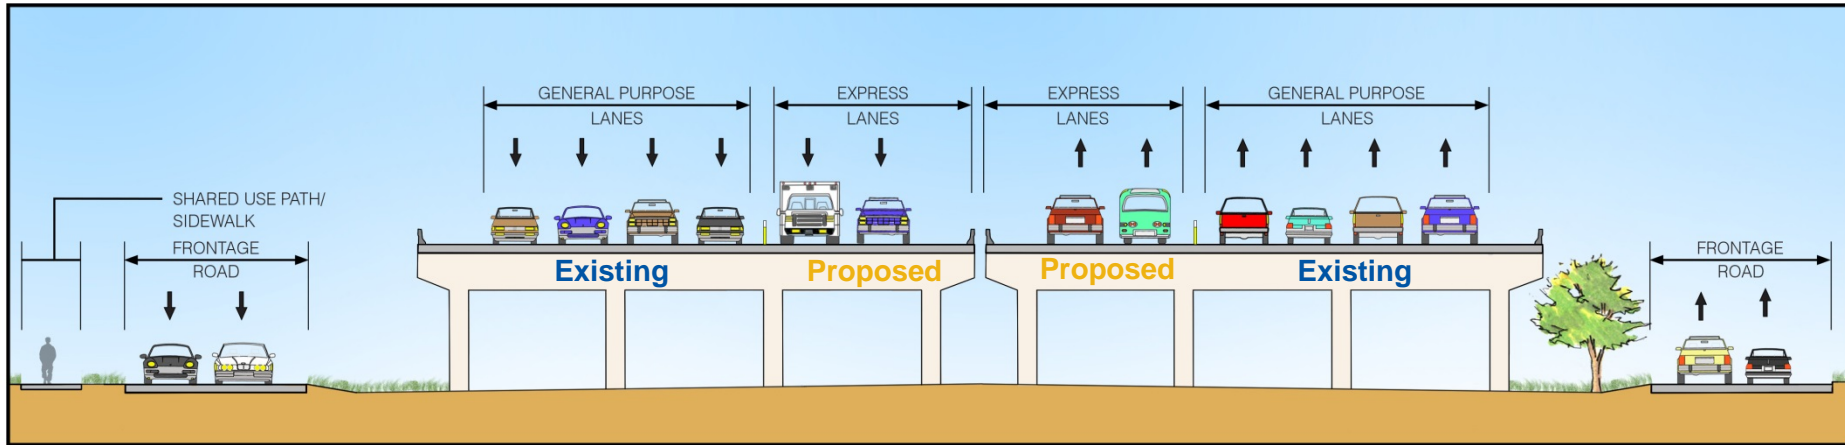 GENERAL PURPOSE
LANES
EXPRESS
LANES
EXPRESS
LANES
GENERAL PURPOSE
LANES
SHARED USE PATH/
SIDEWALK
FRONTAGE
ROAD
FRONTAGE
ROAD
Existing
Proposed
Proposed
Existing